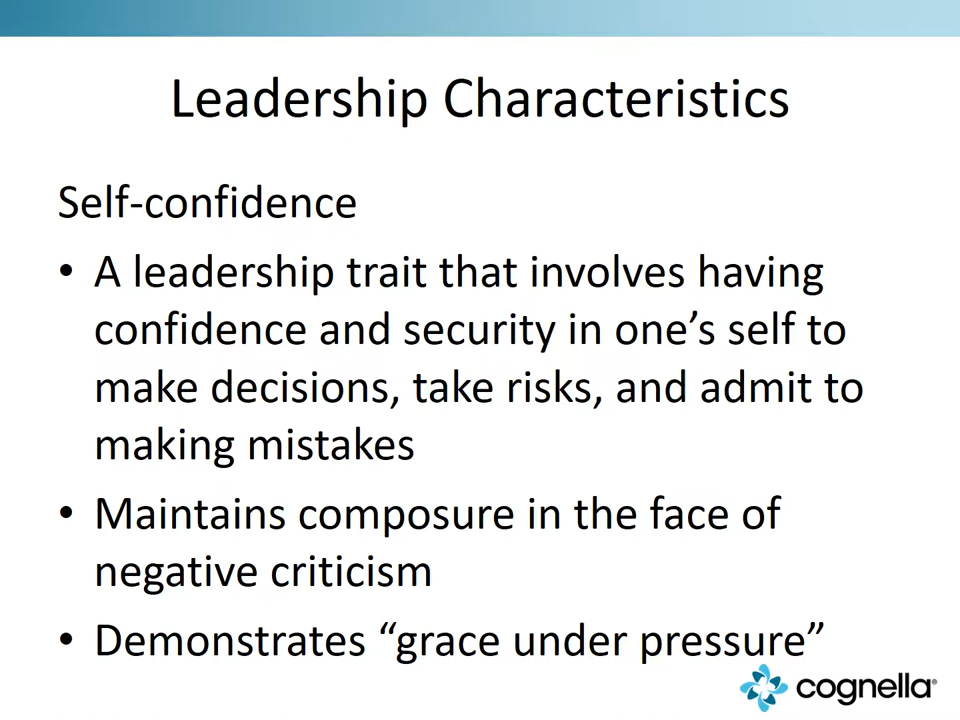 Leadership Characteristics
Self-confidence
• A leadership trait that involves having
confidence and security in one’s self to
make decisions, take risks, and admit to
making mistakes
• Maintains composure in the face of
negative criticism
• Demonstrates “grace under pressure”
cognella®